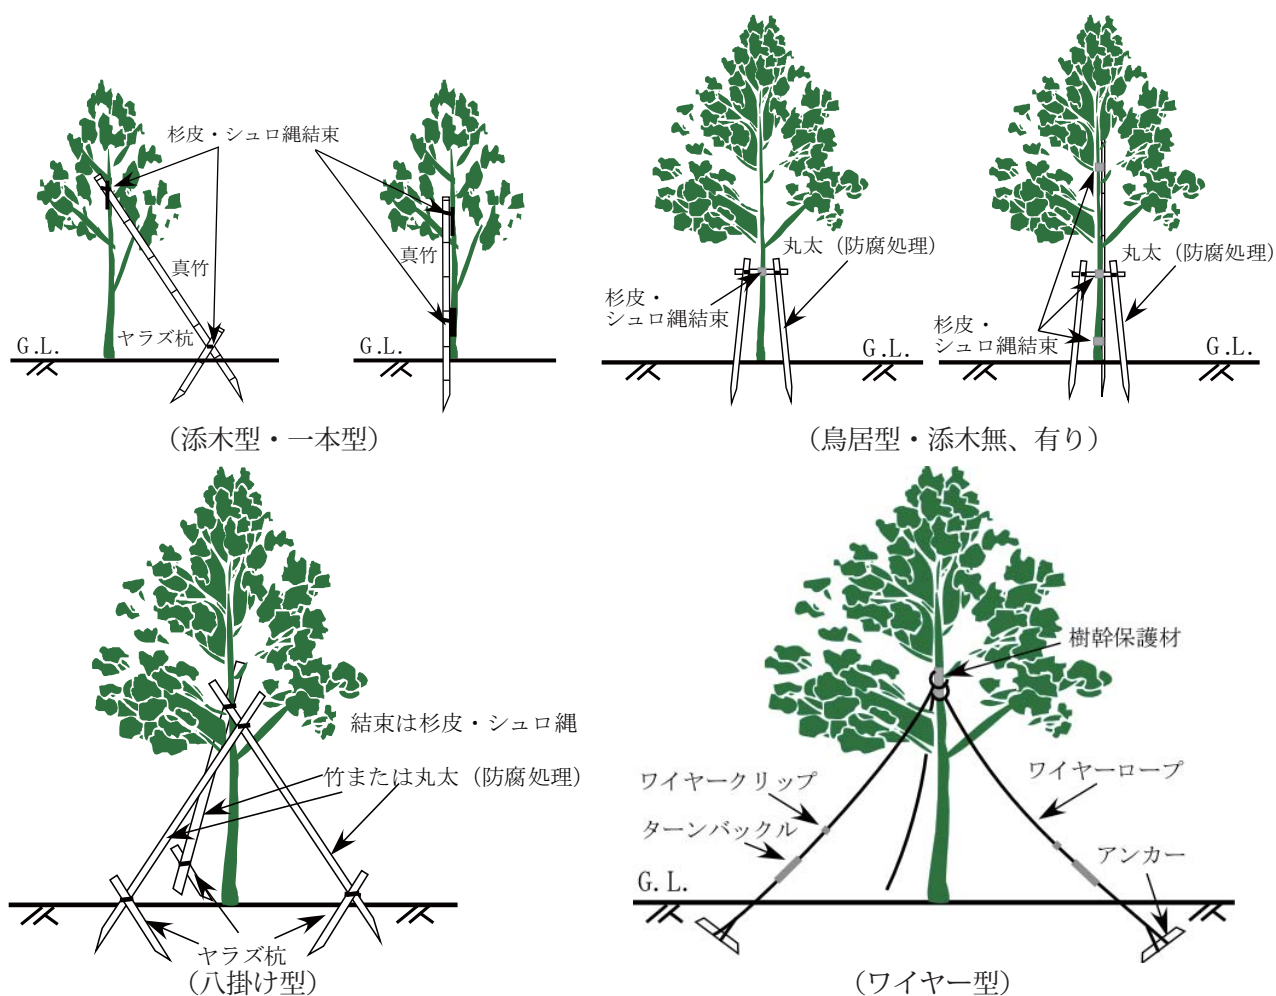 杉皮・シュロ縄結束
真竹
ヤラズ杭
G.L.
真竹
G.L.
（添木型・一本型）
丸太（防腐処理）
杉皮・
シュロ縄結束
G.L.
丸太（防腐処理）
杉皮・
シュロ縄結束
G.L.
（鳥居型・添木無、有り）
結束は杉皮・シュロ縄
竹または丸太（防腐処理）
ヤラズ杭
（八掛け型）
樹幹保護材
ワイヤークリップ
ワイヤーロープ
ターンバックル
アンカー
G.L.
（ワイヤー型）